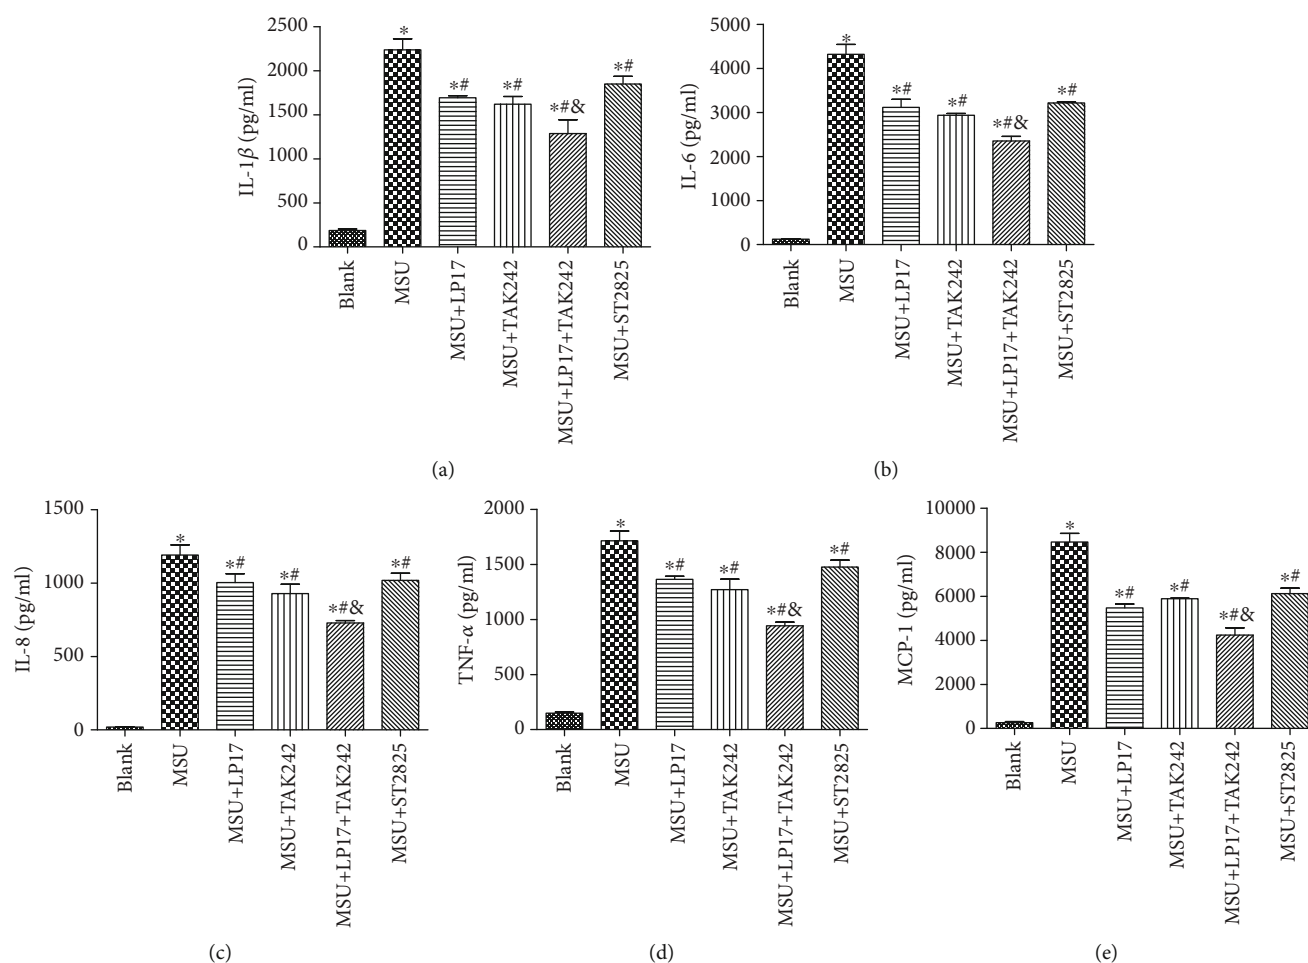 IL-1β (pg/ml)
2500
2000
1500
1000
500
0
*
*#
*#
*#&
*#
Blank
MSU
MSU+LP17
MSU+TAK242
MSU+LP17+TAK242
MSU+ST2825
(a)
IL-6 (pg/ml)
5000
4000
3000
2000
1000
0
*
*#
*#
*#&
*#
Blank
MSU
MSU+LP17
MSU+TAK242
MSU+LP17+TAK242
MSU+ST2825
(b)
IL-8 (pg/ml)
1500
1000
500
0
*
*#
*#
*#&
*#
Blank
MSU
MSU+LP17
MSU+TAK242
MSU+LP17+TAK242
MSU+ST2825
(c)
TNF-α (pg/ml)
2000
1500
1000
500
0
*
*#
*#
*#&
*#
Blank
MSU
MSU+LP17
MSU+TAK242
MSU+LP17+TAK242
MSU+ST2825
(d)
MCP-1 (pg/ml)
10000
8000
6000
4000
2000
0
*
*#
*#
*#&
*#
Blank
MSU
MSU+LP17
MSU+TAK242
MSU+LP17+TAK242
MSU+ST2825
(e)